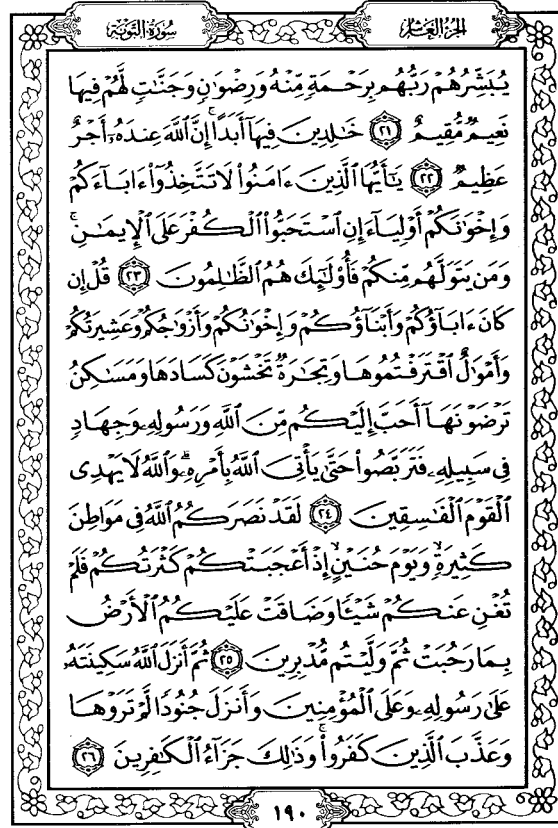 سُورَةُ التَّوْبَةِ
الجُزْءُ العَاشِرُ
يُبَشِّرُهُمْ رَبُّهُم بِرَحْمَةٍ مِّنْهُ وَرِضْوَٰنٍ وَجَنَّٰتٍ لَّهُمْ فِيهَا
نَعِيمٌ مُّقِيمٌ ٢١ خَٰلِدِينَ فِيهَآ أَبَدًا ۚ إِنَّ ٱللَّهَ عِندَهُۥٓ أَجْرٌ
عَظِيمٌ ٢٢ يَٰٓأَيُّهَا ٱلَّذِينَ ءَامَنُوا۟ لَا تَتَّخِذُوٓا۟ ءَابَآءَكُمْ
وَإِخْوَٰنَكُمْ أَوْلِيَآءَ إِنِ ٱسْتَحَبُّوا۟ ٱلْكُفْرَ عَلَى ٱلْإِيمَٰنِ ۚ
وَمَن يَتَوَلَّهُم مِّنكُمْ فَأُو۟لَٰٓئِكَ هُمُ ٱلظَّٰلِمُونَ ٢٣ قُلْ إِن
كَانَ ءَابَآؤُكُمْ وَأَبْنَآؤُكُمْ وَإِخْوَٰنُكُمْ وَأَزْوَٰجُكُمْ وَعَشِيرَتُكُمْ
وَأَمْوَٰلٌ ٱقْتَرَفْتُمُوهَا وَتِجَٰرَةٌ تَخْشَوْنَ كَسَادَهَا وَمَسَٰكِنُ
تَرْضَوْنَهَآ أَحَبَّ إِلَيْكُم مِّنَ ٱللَّهِ وَرَسُولِهِۦ وَجِهَادٍ
فِى سَبِيلِهِۦ فَتَرَبَّصُوا۟ حَتَّىٰ يَأْتِىَ ٱللَّهُ بِأَمْرِهِۦ ۗ وَٱللَّهُ لَا يَهْدِى
ٱلْقَوْمَ ٱلْفَٰسِقِينَ ٢٤ لَقَدْ نَصَرَكُمُ ٱللَّهُ فِى مَوَاطِنَ
كَثِيرَةٍ ۙ وَيَوْمَ حُنَيْنٍ ۙ إِذْ أَعْجَبَتْكُمْ كَثْرَتُكُمْ فَلَمْ
تُغْنِ عَنكُمْ شَيْـًٔا وَضَاقَتْ عَلَيْكُمُ ٱلْأَرْضُ
بِمَا رَحُبَتْ ثُمَّ وَلَّيْتُم مُّدْبِرِينَ ٢٥ ثُمَّ أَنزَلَ ٱللَّهُ سَكِينَتَهُۥ
عَلَىٰ رَسُولِهِۦ وَعَلَى ٱلْمُؤْمِنِينَ وَأَنزَلَ جُنُودًا لَّمْ تَرَوْهَا
وَعَذَّبَ ٱلَّذِينَ كَفَرُوا۟ ۚ وَذَٰلِكَ جَزَآءُ ٱلْكَٰفِرِينَ ٢٦
١٩٠